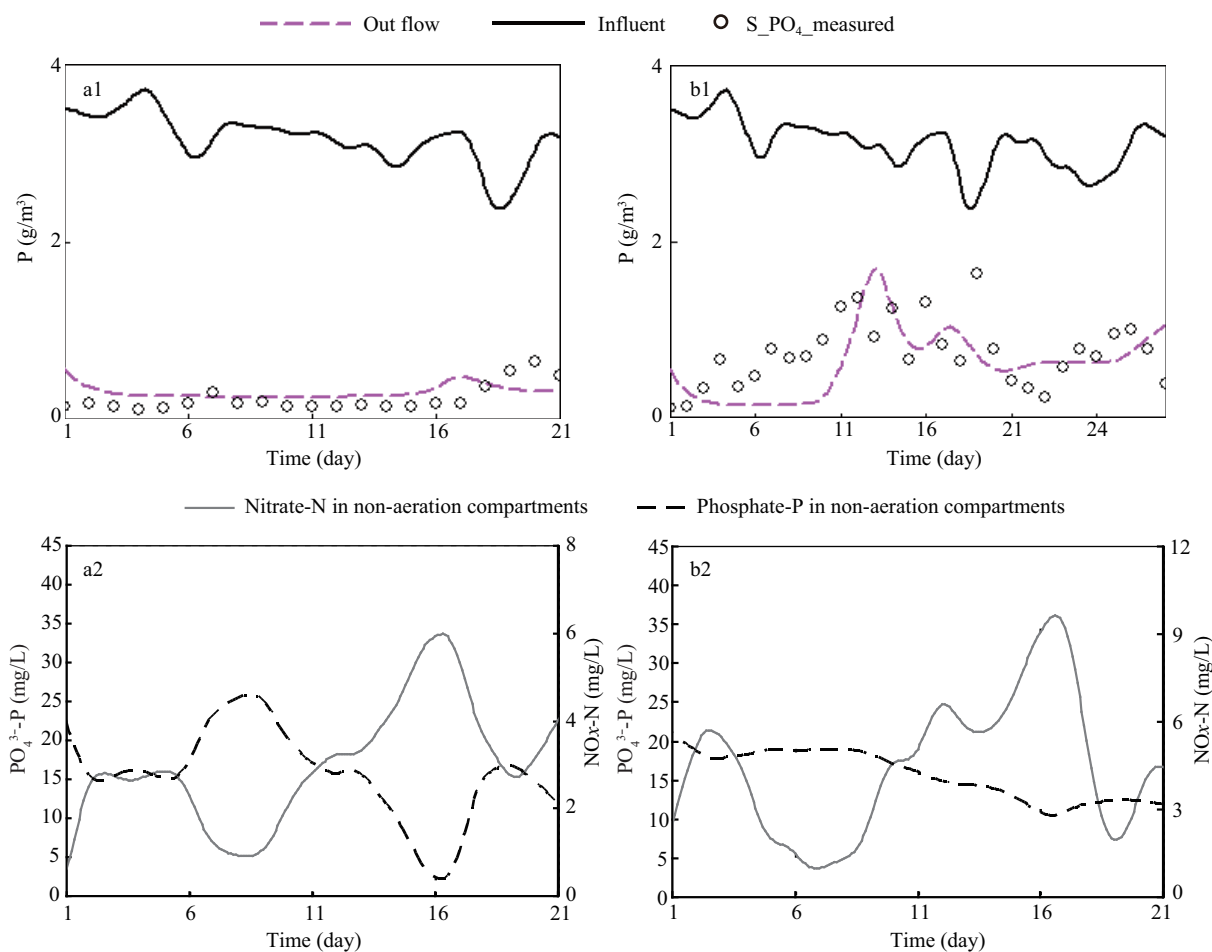 Out flow Influent S_PO₄_measured
a1
4
2
0
P (g/m³)
1 6 11 16 21
Time (day)
b1
4
2
0
P (g/m³)
1 6 11 16 21 24
Time (day)
Nitrate-N in non-aeration compartments Phosphate-P in non-aeration compartments
a2
45
40
35
30
25
20
15
10
5
0
PO₄³⁻-P (mg/L)
8
6
4
2
0
NOx-N (mg/L)
1 6 11 16 21
Time (day)
b2
45
40
35
30
25
20
15
10
5
0
PO₄³⁻-P (mg/L)
12
9
6
3
0
NOx-N (mg/L)
1 6 11 16 21
Time (day)